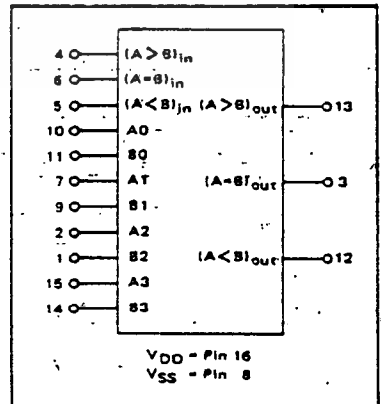 4 (A>B)in
6 (A=B)in
5 (A<B)in (A>B)out 13
10 A0
11 B0
7 A1 (A=B)out 3
9 B1
2 A2
1 B2 (A<B)out 12
15 A3
14 B3
VDD = Pin 16
VSS = Pin 8